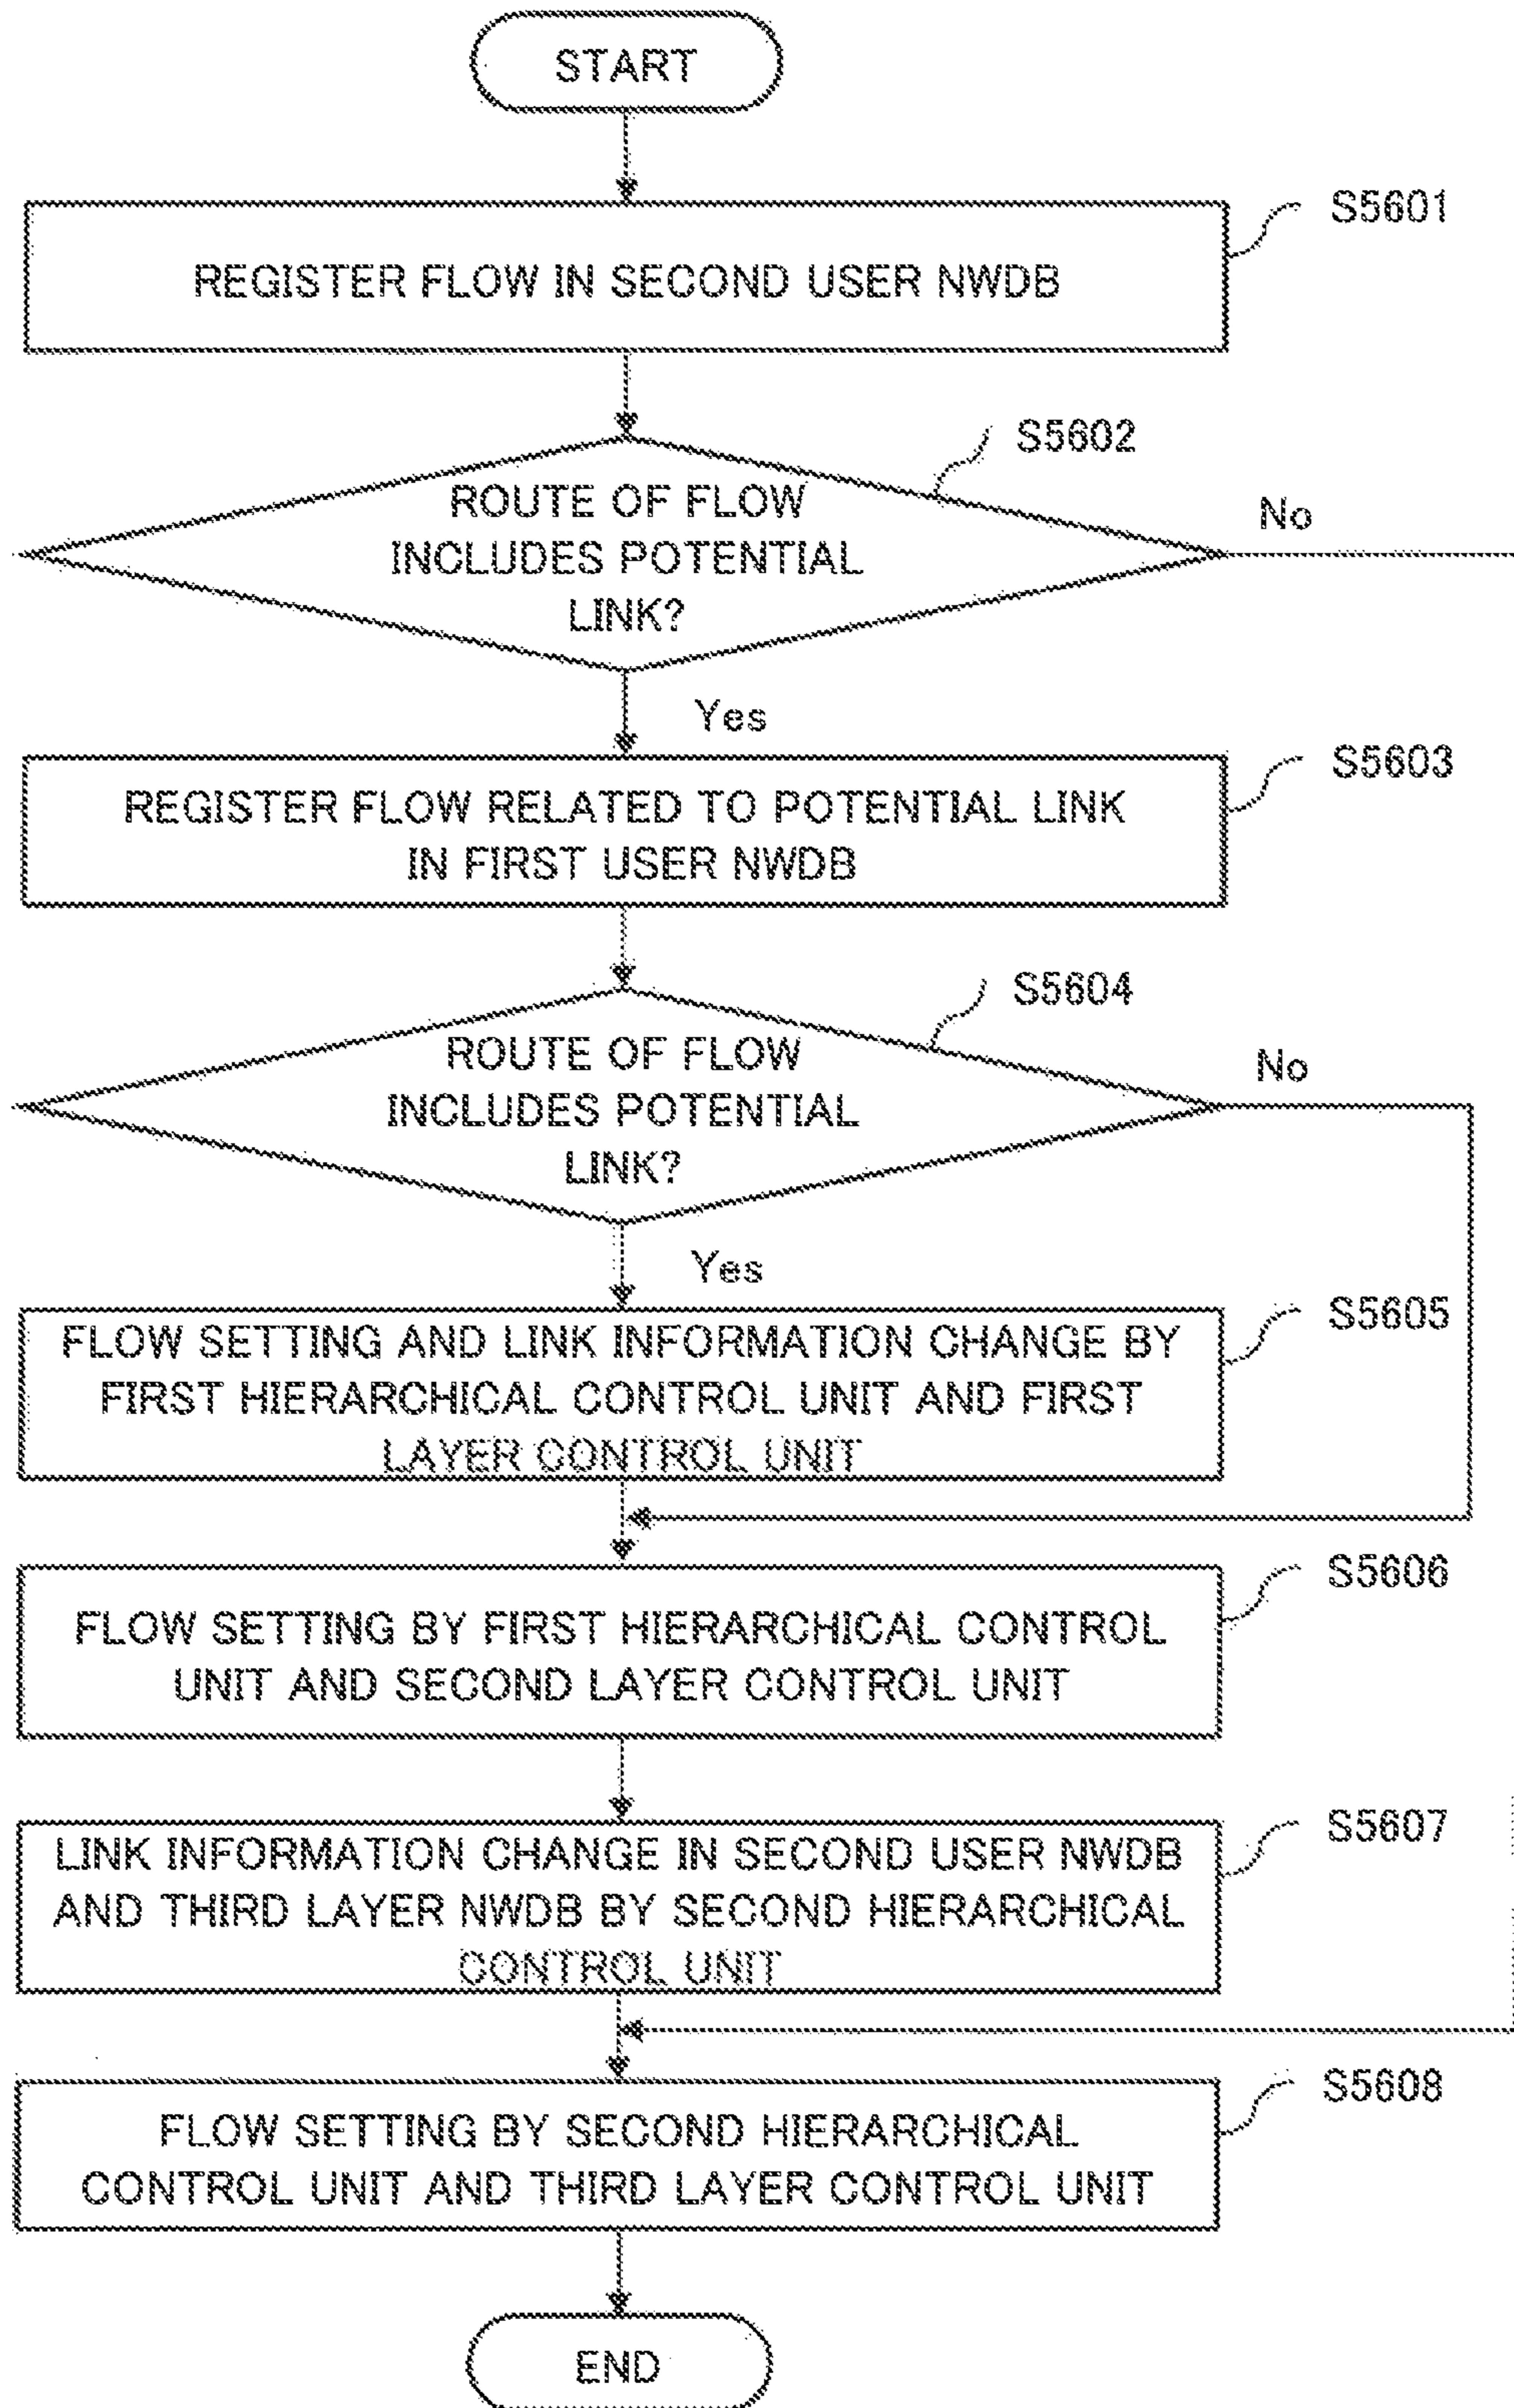 START
S5601
REGISTER FLOW IN SECOND USER NWDB
S5602
ROUTE OF FLOW
INCLUDES POTENTIAL
LINK?
No
Yes
S5603
REGISTER FLOW RELATED TO POTENTIAL LINK
IN FIRST USER NWDB
S5604
ROUTE OF FLOW
INCLUDES POTENTIAL
LINK?
No
Yes
S5605
FLOW SETTING AND LINK INFORMATION CHANGE BY
FIRST HIERARCHICAL CONTROL UNIT AND FIRST
LAYER CONTROL UNIT
S5606
FLOW SETTING BY FIRST HIERARCHICAL CONTROL
UNIT AND SECOND LAYER CONTROL UNIT
S5607
LINK INFORMATION CHANGE IN SECOND USER NWDB
AND THIRD LAYER NWDB BY SECOND HIERARCHICAL
CONTROL UNIT
S5608
FLOW SETTING BY SECOND HIERARCHICAL
CONTROL UNIT AND THIRD LAYER CONTROL UNIT
END